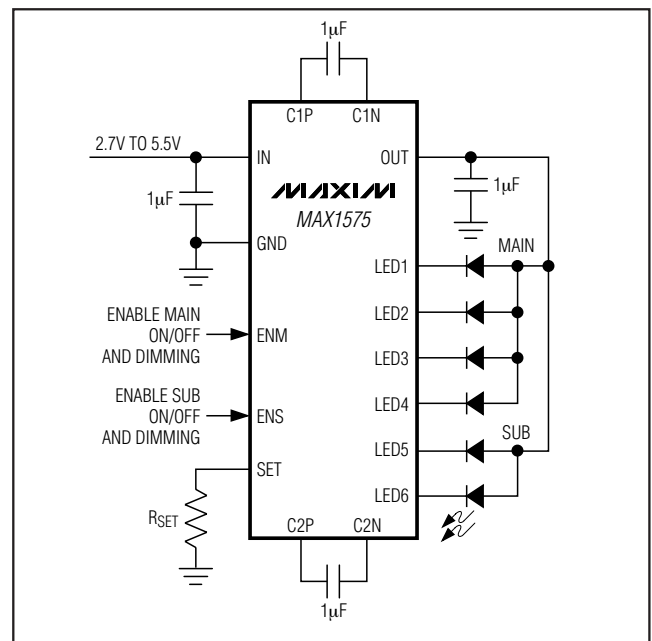 1µF
C1P C1N
2.7V TO 5.5V
IN
OUT
1µF
1µF
MAXIM
MAX1575
GND
MAIN
LED1
ENABLE MAIN
ON/OFF
AND DIMMING
ENM
LED2
LED3
ENABLE SUB
ON/OFF
AND DIMMING
ENS
LED4
SUB
LED5
SET
LED6
RSET
C2P C2N
1µF